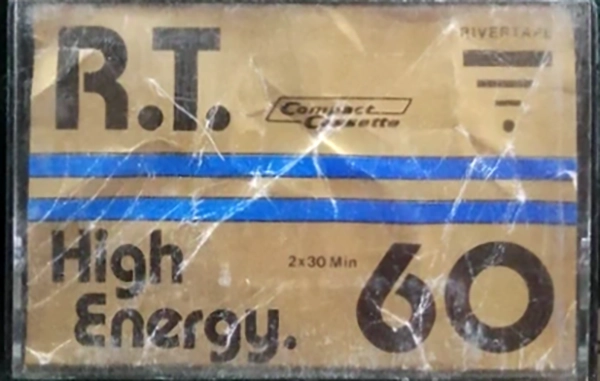 R.T.
RIVERTAPE
Compact
Cassette
High
Energy.
2x30 Min
60